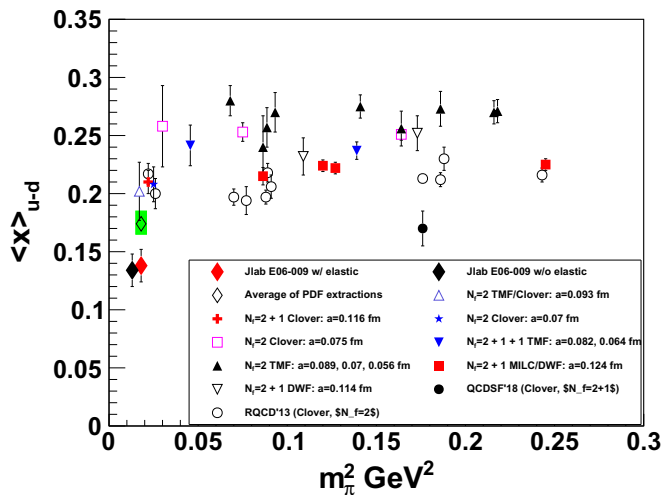 0.35
0.3
0.25
0.2
0.15
0.1
0.05
0
<x>u-d
Jlab E06-009 w/ elastic
Jlab E06-009 w/o elastic
Average of PDF extractions
Nf=2 TMF/Clover: a=0.093 fm
Nf=2 + 1 Clover: a=0.116 fm
Nf=2 Clover: a=0.07 fm
Nf=2 Clover: a=0.075 fm
Nf=2 + 1 + 1 TMF: a=0.082, 0.064 fm
Nf=2 TMF: a=0.089, 0.07, 0.056 fm
Nf=2 + 1 MILC/DWF: a=0.124 fm
Nf=2 + 1 DWF: a=0.114 fm
QCDSF'18 (Clover, $N_f=2+1$)
RQCD'13 (Clover, $N_f=2$)
0 0.05 0.1 0.15 0.2 0.25 0.3
m²π GeV²